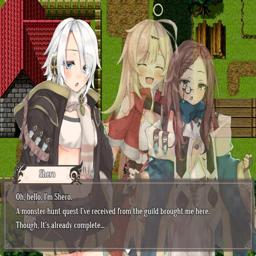 Shero
Oh, hello, I'm Shero.
A monster hunt quest I've received from the guild brought me here.
Though, It's already complete...